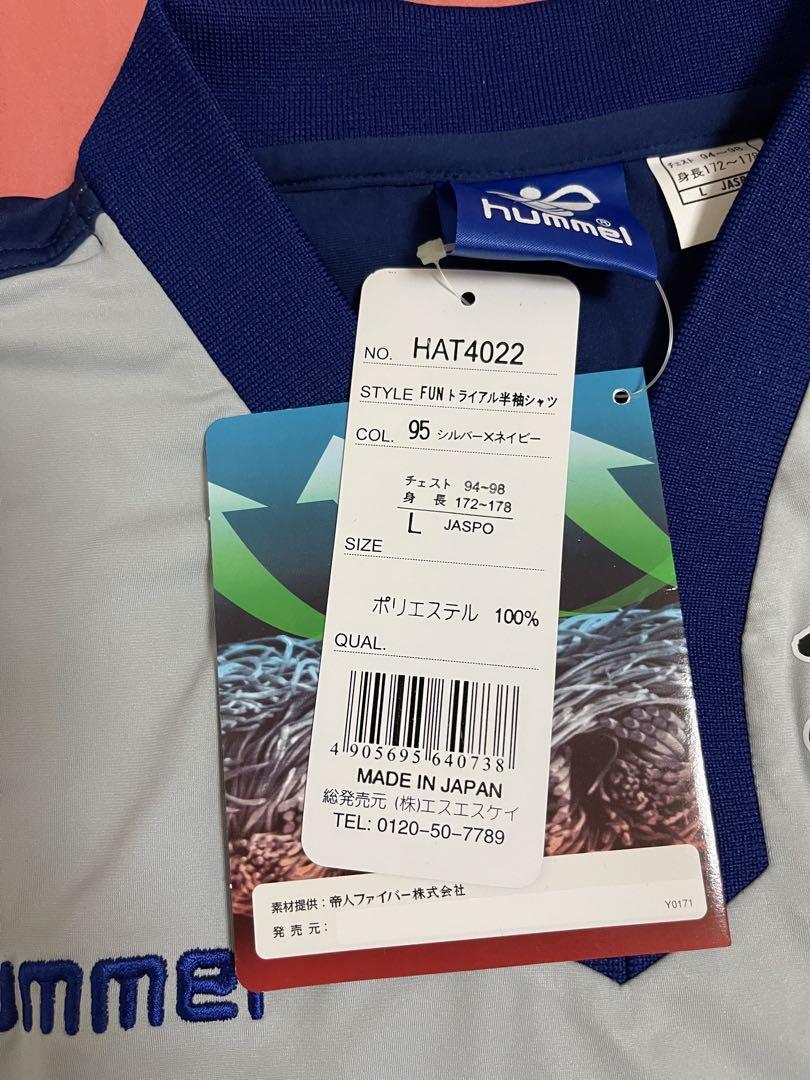 チェスト 94~98
身長172~178
L JASPO
hummel®
NO. HAT4022
STYLE FUNトライアル半袖シャツ
COL. 95 シルバー×ネイビー
チェスト 94~98
身 長 172~178
L JASPO
SIZE
ポリエステル 100%
QUAL.
4 905695 640738
MADE IN JAPAN
総発売元 (株)エスエスケイ
TEL: 0120-50-7789
素材提供：帝人ファイバー株式会社
発 売 元：
Y0171
ummel